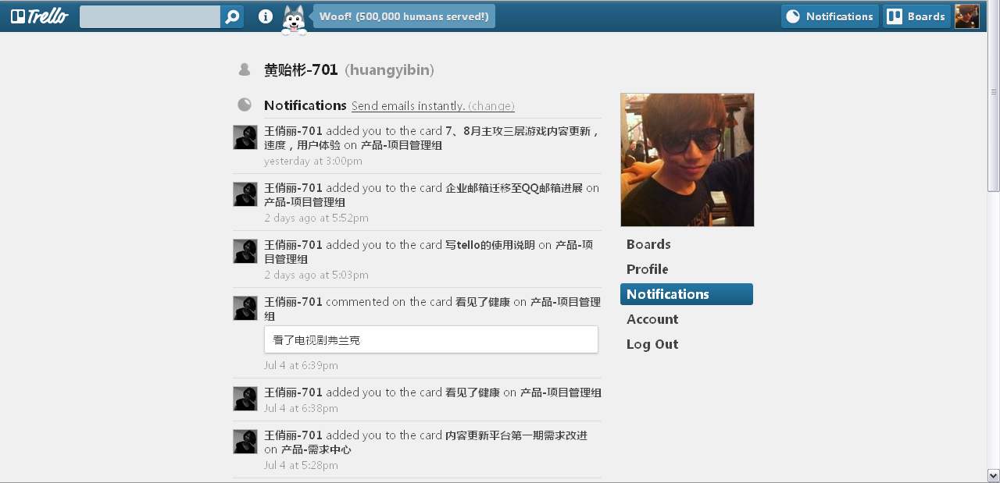 Trello
Woof! (500,000 humans served!)
Notifications
Boards
黄贻彬-701 (huangyibin)
Notifications Send emails instantly. (change)
王俏丽-701 added you to the card 7、8月主攻三层游戏内容更新，
速度，用户体验 on 产品-项目管理组
yesterday at 3:00pm
王俏丽-701 added you to the card 企业邮箱迁移至QQ邮箱进展 on
产品-项目管理组
2 days ago at 5:52pm
王俏丽-701 added you to the card 写tello的使用说明 on 产品-项
目管理组
2 days ago at 5:03pm
王俏丽-701 commented on the card 看见了健康 on 产品-项目管理
组
看了电视剧弗兰克
Jul 4 at 6:39pm
王俏丽-701 added you to the card 看见了健康 on 产品-项目管理组
Jul 4 at 6:38pm
王俏丽-701 added you to the card 内容更新平台第一期需求改进
on 产品-需求中心
Jul 4 at 5:28pm
Boards
Profile
Notifications
Account
Log Out